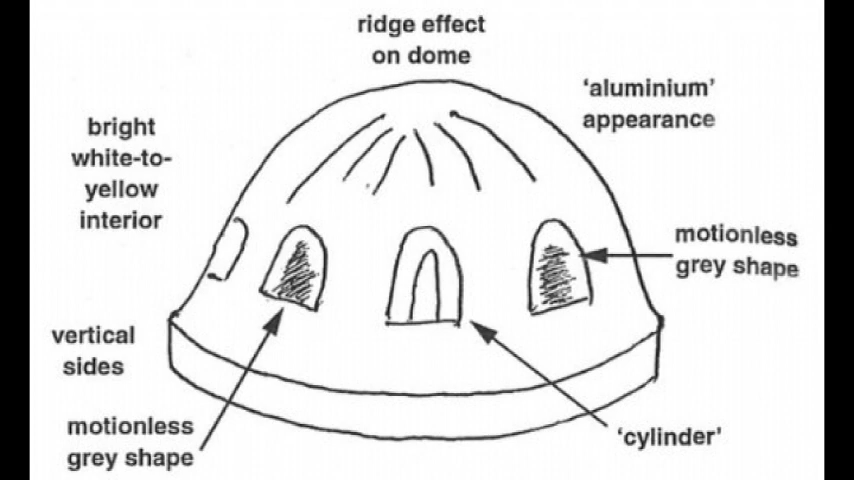 ridge effect
on dome
'aluminium'
appearance
bright
white-to-
yellow
interior
motionless
grey shape
vertical
sides
motionless
grey shape
'cylinder'